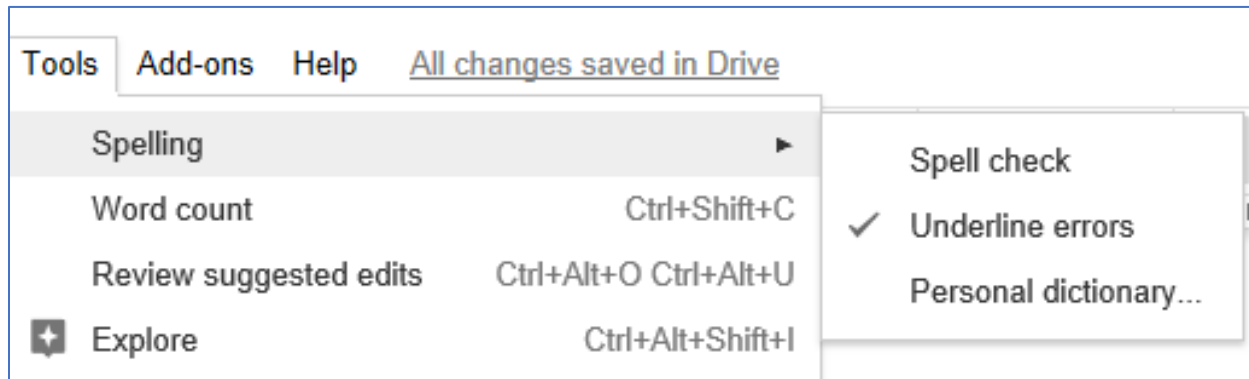 Tools Add-ons Help All changes saved in Drive
Spelling ►
Spell check
Word count Ctrl+Shift+C
Underline errors
Review suggested edits Ctrl+Alt+O Ctrl+Alt+U
Personal dictionary...
Explore Ctrl+Alt+Shift+I